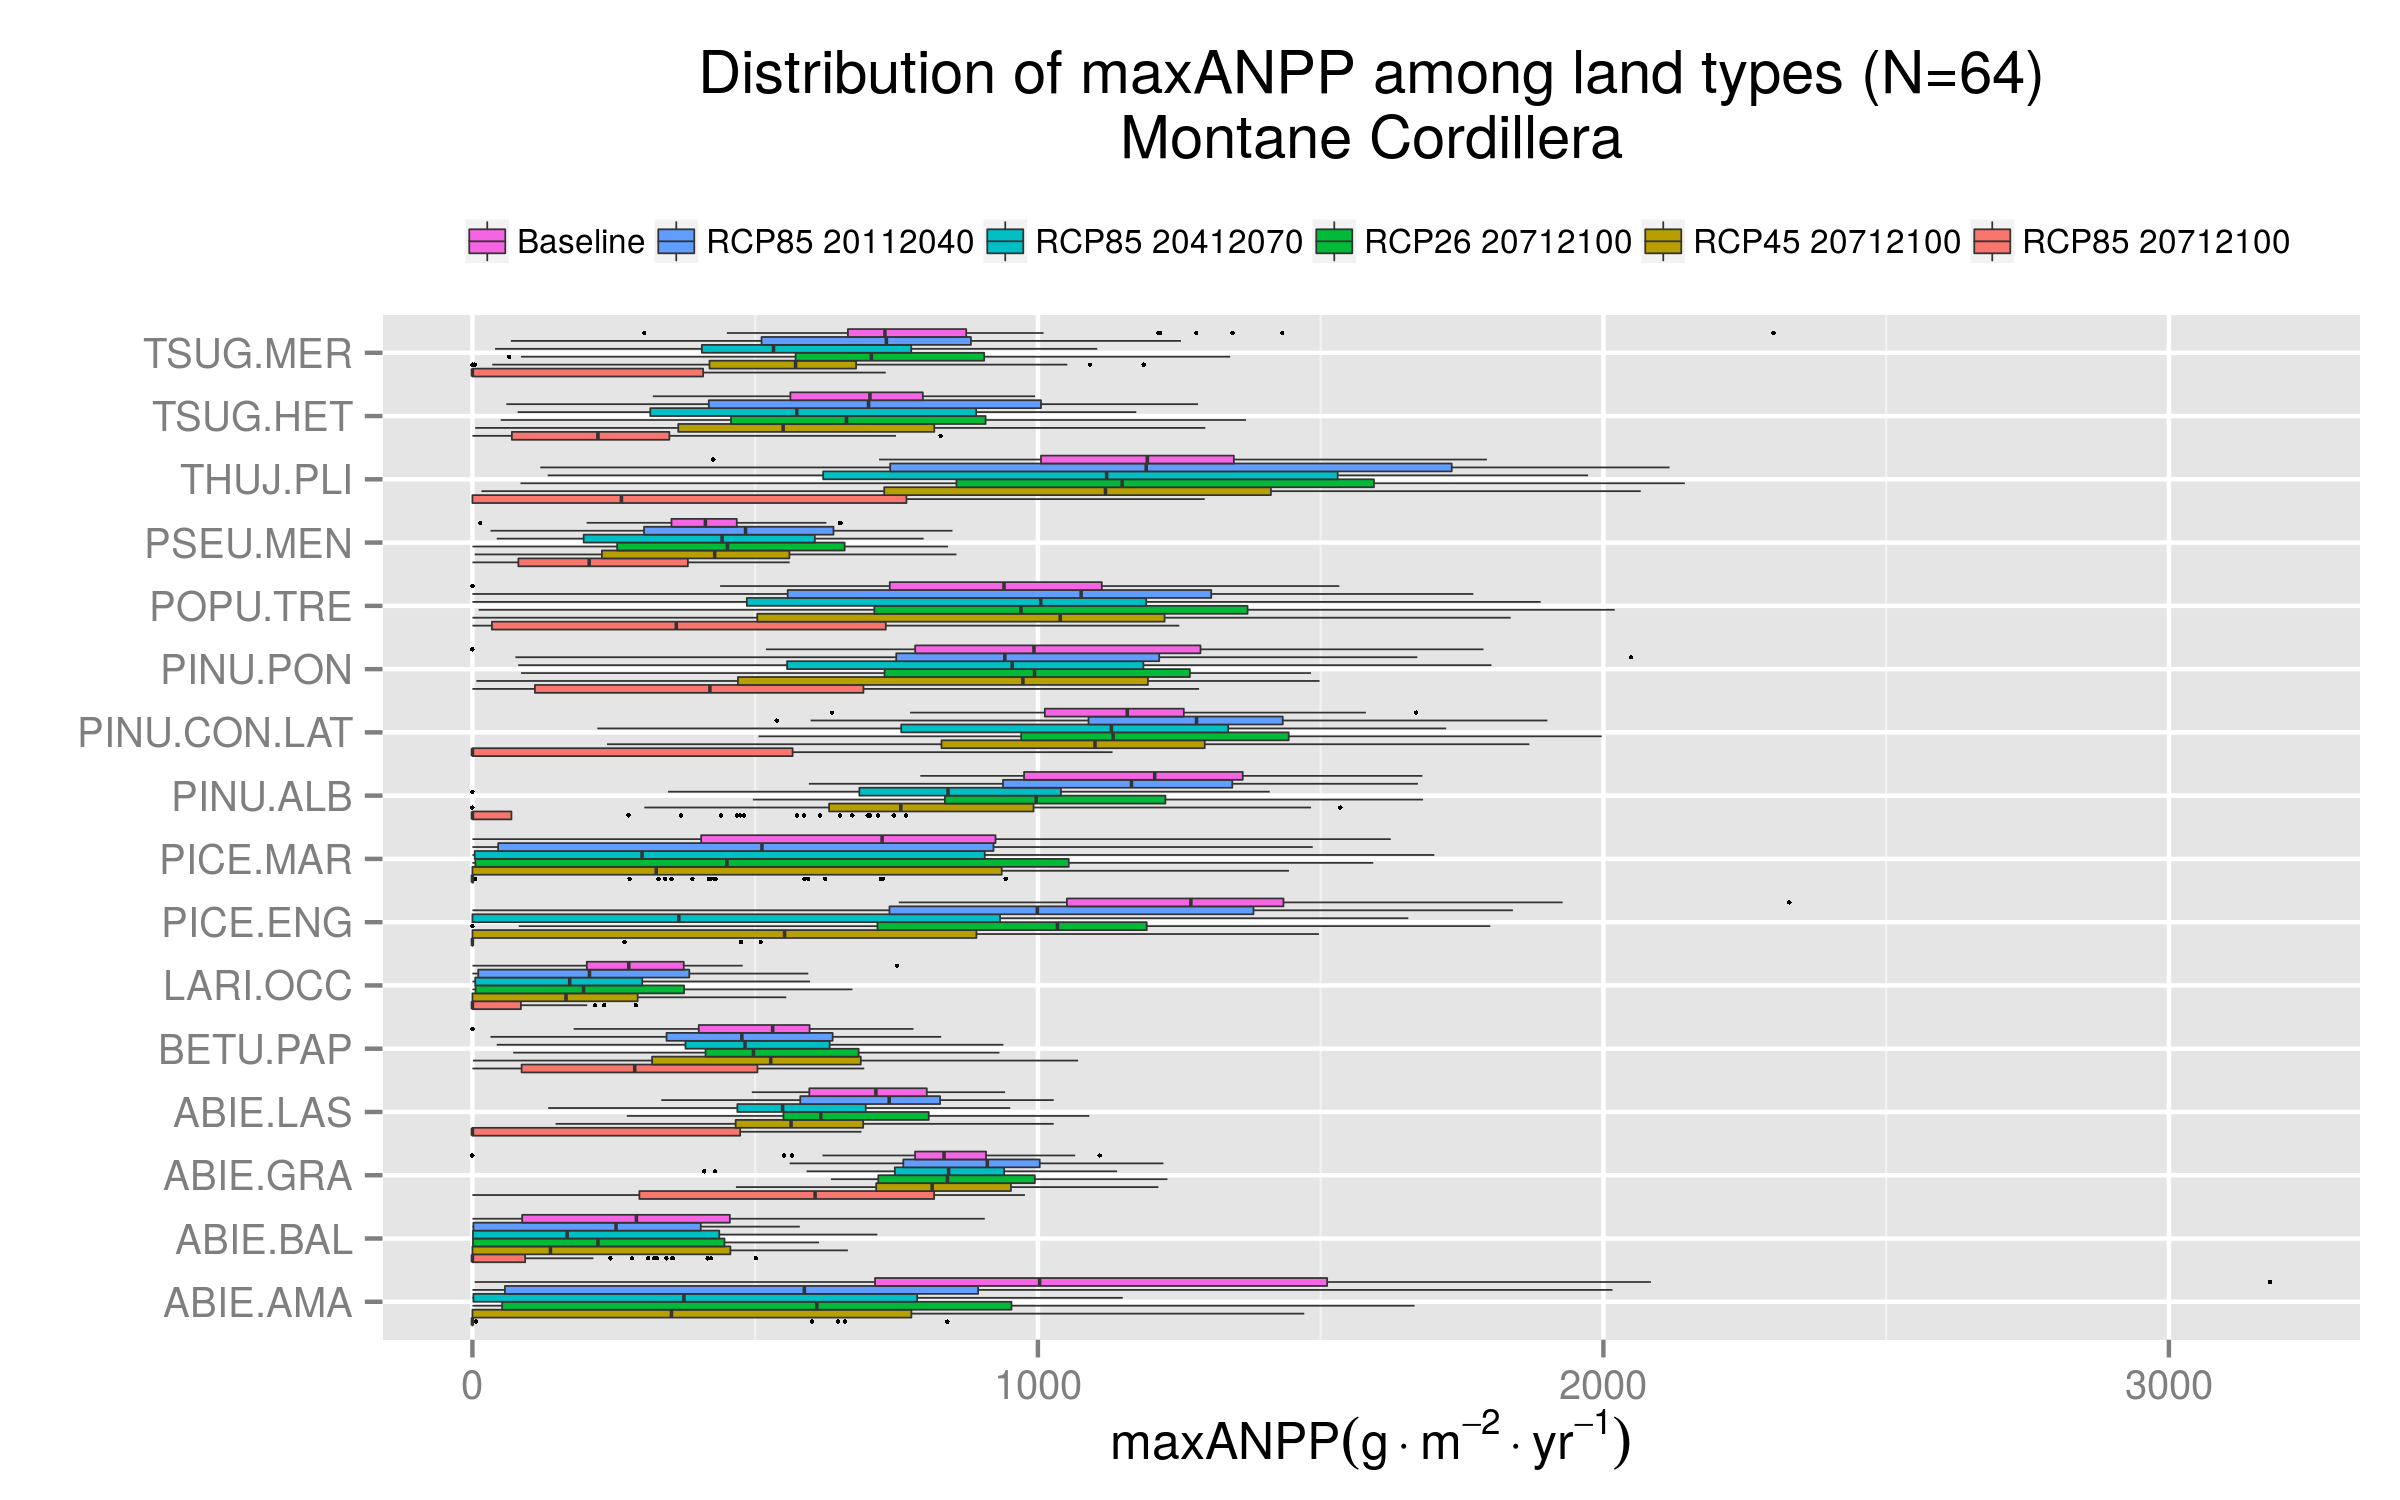 Distribution of maxANPP among land types (N=64)
Montane Cordillera
Baseline RCP85 20112040 RCP85 20412070 RCP26 20712100 RCP45 20712100 RCP85 20712100
TSUG.MER
TSUG.HET
THUJ.PLI
PSEU.MEN
POPU.TRE
PINU.PON
PINU.CON.LAT
PINU.ALB
PICE.MAR
PICE.ENG
LARI.OCC
BETU.PAP
ABIE.LAS
ABIE.GRA
ABIE.BAL
ABIE.AMA
0 1000 2000 3000
maxANPP(g·m⁻²·yr⁻¹)